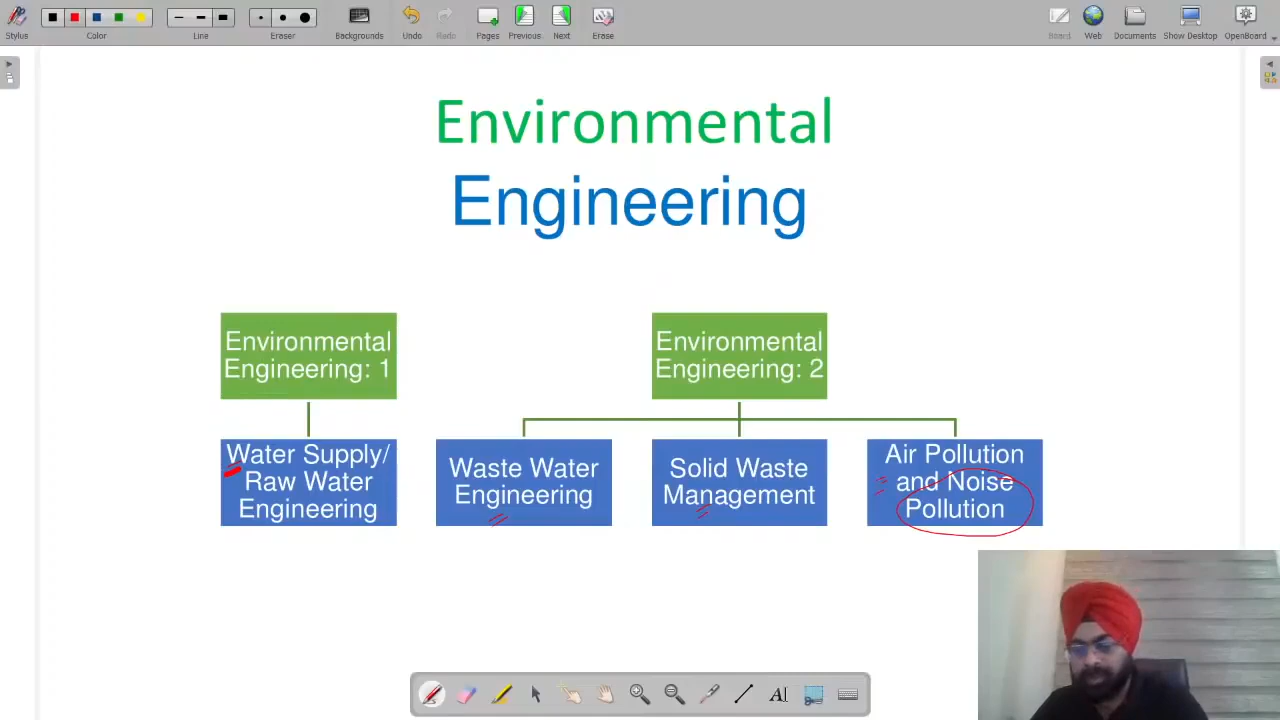 Stylus Color Line Eraser Backgrounds Undo Redo Pages Previous Next Erase Board Web Documents Show Desktop OpenBoard
Environmental
Engineering
Environmental
Engineering: 1
Environmental
Engineering: 2
Water Supply/
Raw Water
Engineering
Waste Water
Engineering
Solid Waste
Management
Air Pollution
and Noise
Pollution
AI